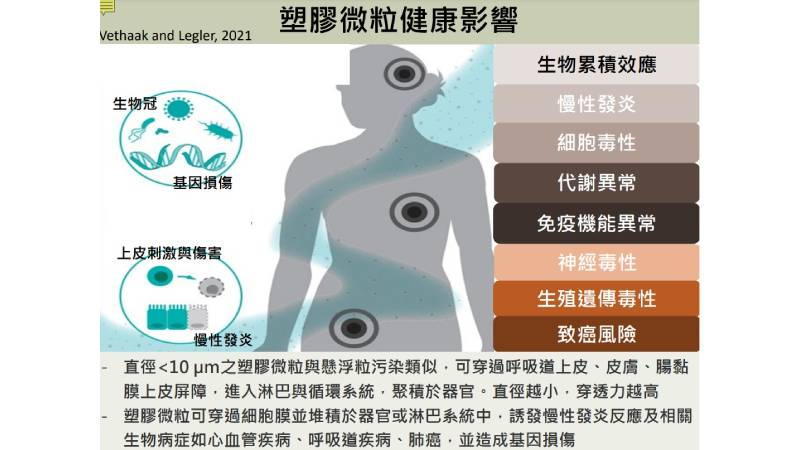 塑膠微粒健康影響
Vethaak and Legler, 2021
生物冠
基因損傷
上皮刺激與傷害
慢性發炎
生物累積效應
慢性發炎
細胞毒性
代謝異常
免疫機能異常
神經毒性
生殖遺傳毒性
致癌風險
- 直徑<10 μm之塑膠微粒與懸浮粒污染類似，可穿過呼吸道上皮、皮膚、腸黏
膜上皮屏障，進入淋巴與循環系統，聚積於器官。直徑越小，穿透力越高
- 塑膠微粒可穿過細胞膜並堆積於器官或淋巴系統中，誘發慢性發炎反應及相關
生物病症如心血管疾病、呼吸道疾病、肺癌，並造成基因損傷